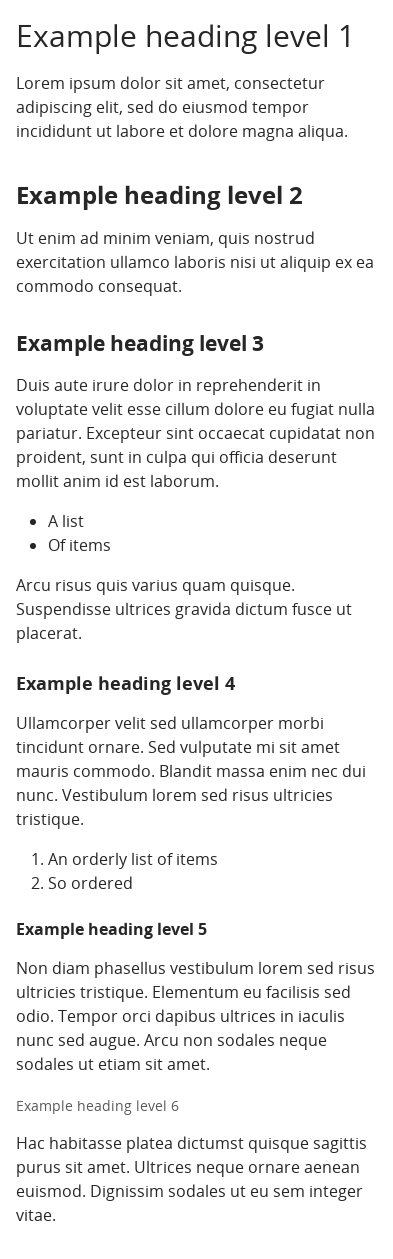 Example heading level 1
Lorem ipsum dolor sit amet, consectetur
adipiscing elit, sed do eiusmod tempor
incididunt ut labore et dolore magna aliqua.
Example heading level 2
Ut enim ad minim veniam, quis nostrud
exercitation ullamco laboris nisi ut aliquip ex ea
commodo consequat.
Example heading level 3
Duis aute irure dolor in reprehenderit in
voluptate velit esse cillum dolore eu fugiat nulla
pariatur. Excepteur sint occaecat cupidatat non
proident, sunt in culpa qui officia deserunt
mollit anim id est laborum.
• A list
• Of items
Arcu risus quis varius quam quisque.
Suspendisse ultrices gravida dictum fusce ut
placerat.
Example heading level 4
Ullamcorper velit sed ullamcorper morbi
tincidunt ornare. Sed vulputate mi sit amet
mauris commodo. Blandit massa enim nec dui
nunc. Vestibulum lorem sed risus ultricies
tristique.
1. An orderly list of items
2. So ordered
Example heading level 5
Non diam phasellus vestibulum lorem sed risus
ultricies tristique. Elementum eu facilisis sed
odio. Tempor orci dapibus ultrices in iaculis
nunc sed augue. Arcu non sodales neque
sodales ut etiam sit amet.
Example heading level 6
Hac habitasse platea dictumst quisque sagittis
purus sit amet. Ultrices neque ornare aenean
euismod. Dignissim sodales ut eu sem integer
vitae.